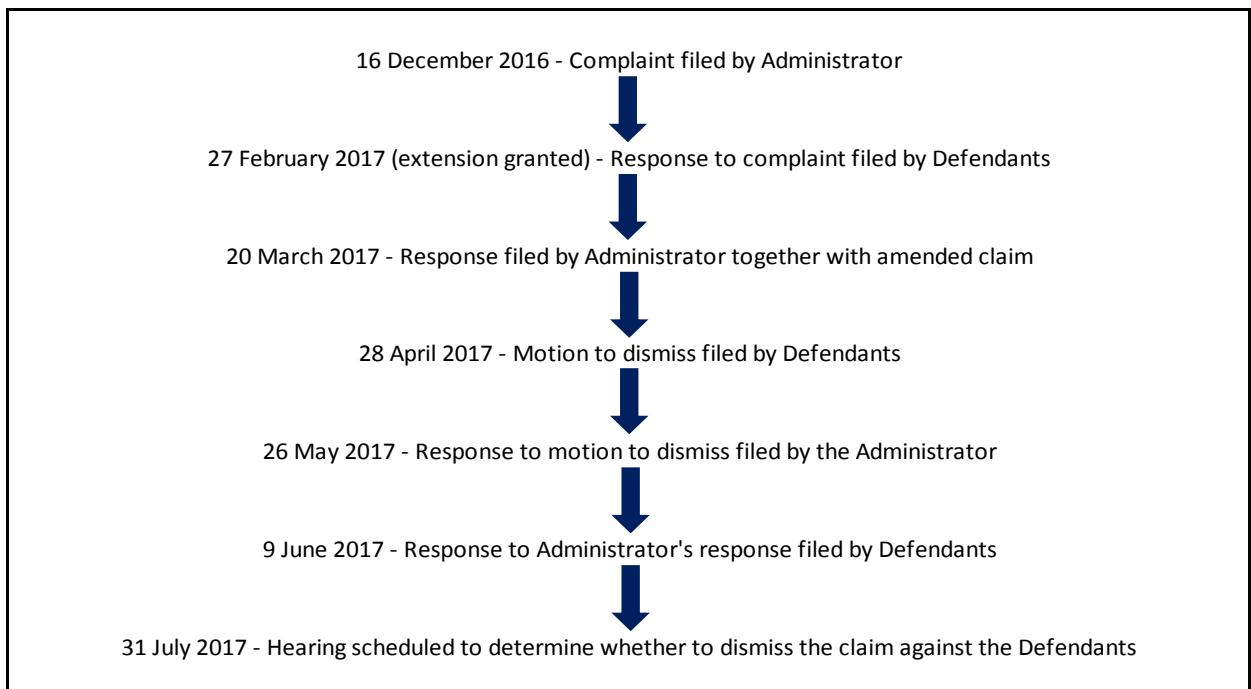 16 December 2016 - Complaint filed by Administrator
27 February 2017 (extension granted) - Response to complaint filed by Defendants
20 March 2017 - Response filed by Administrator together with amended claim
28 April 2017 - Motion to dismiss filed by Defendants
26 May 2017 - Response to motion to dismiss filed by the Administrator
9 June 2017 - Response to Administrator's response filed by Defendants
31 July 2017 - Hearing scheduled to determine whether to dismiss the claim against the Defendants